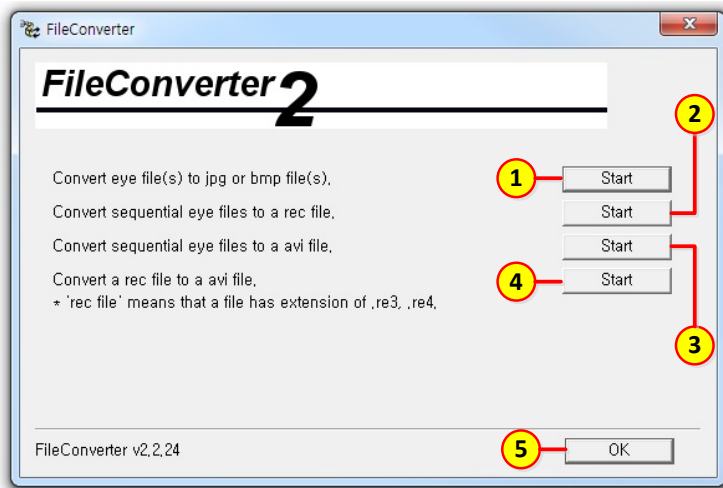 FileConverter
FileConverter2
2
1
Convert eye file(s) to jpg or bmp file(s),
Start
Convert sequential eye files to a rec file,
Start
Convert sequential eye files to a avi file,
Start
Convert a rec file to a avi file,
4
Start
* 'rec file' means that a file has extension of ,re3, ,re4,
3
FileConverter v2,2,24
5
OK